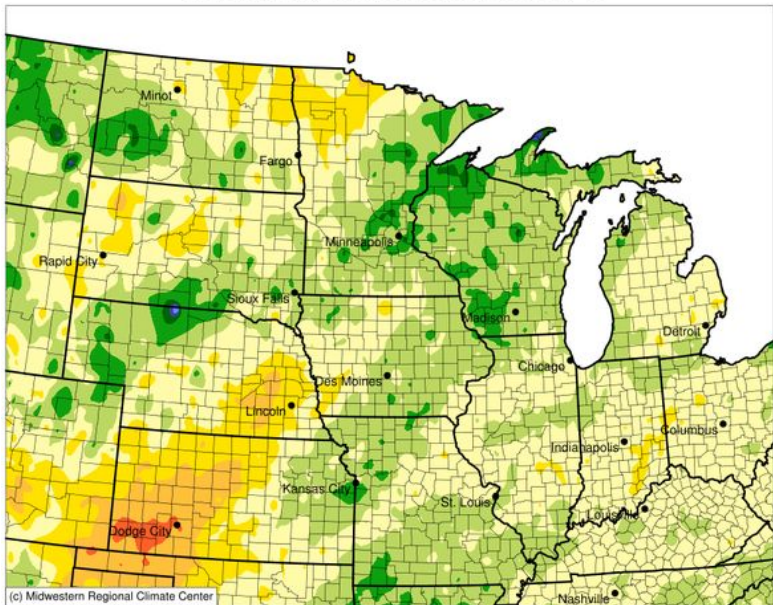 Minot
Fargo
Minneapolis
Rapid City
Sioux Falls
Madison
Detroit
Chicago
Des Moines
Lincoln
Columbus
Indianapolis
Kansas City
St. Louis
Louisville
Dodge City
Nashville
(c) Midwestern Regional Climate Center